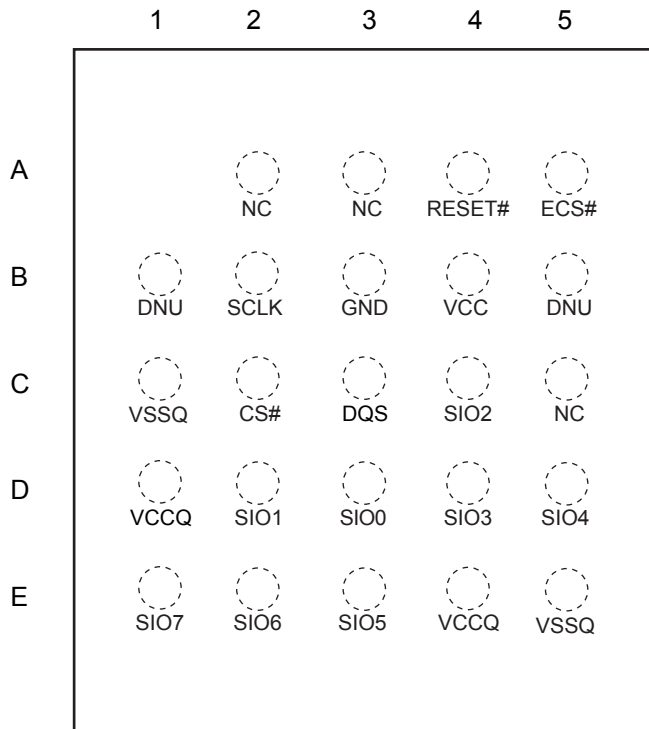 1 2 3 4 5
A
NC NC RESET# ECS#
B
DNU SCLK GND VCC DNU
C
VSSQ CS# DQS SIO2 NC
D
VCCQ SIO1 SIO0 SIO3 SIO4
E
SIO7 SIO6 SIO5 VCCQ VSSQ